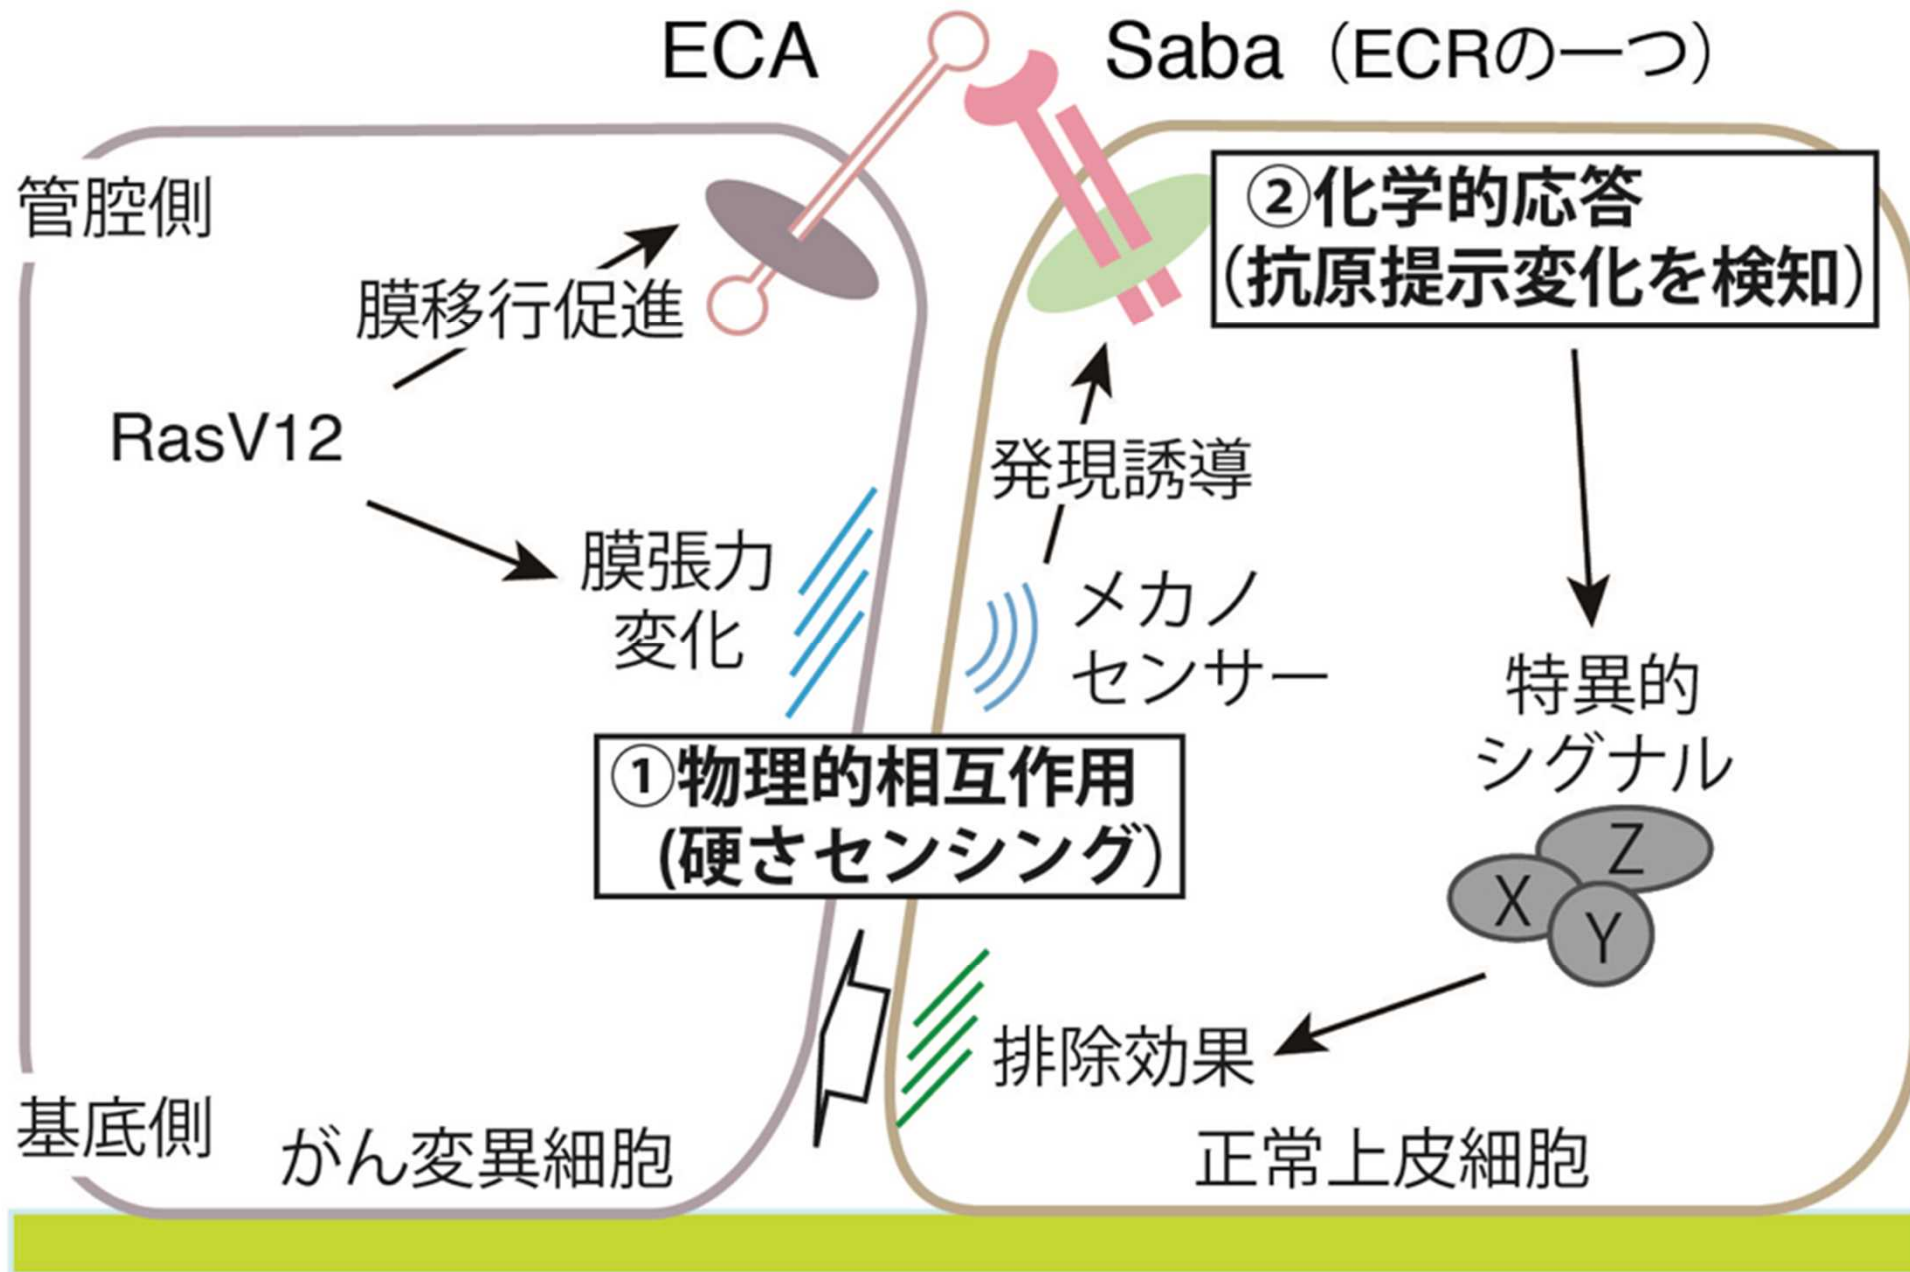 ECA
Saba（ECRの一つ）
管腔側
②化学的応答
（抗原提示変化を検知）
膜移行促進
RasV12
発現誘導
膜張力
変化
メカノ
センサー
①物理的相互作用
(硬さセンシング）
特異的
シグナル
Z
X
Y
排除効果
基底側
がん変異細胞
正常上皮細胞